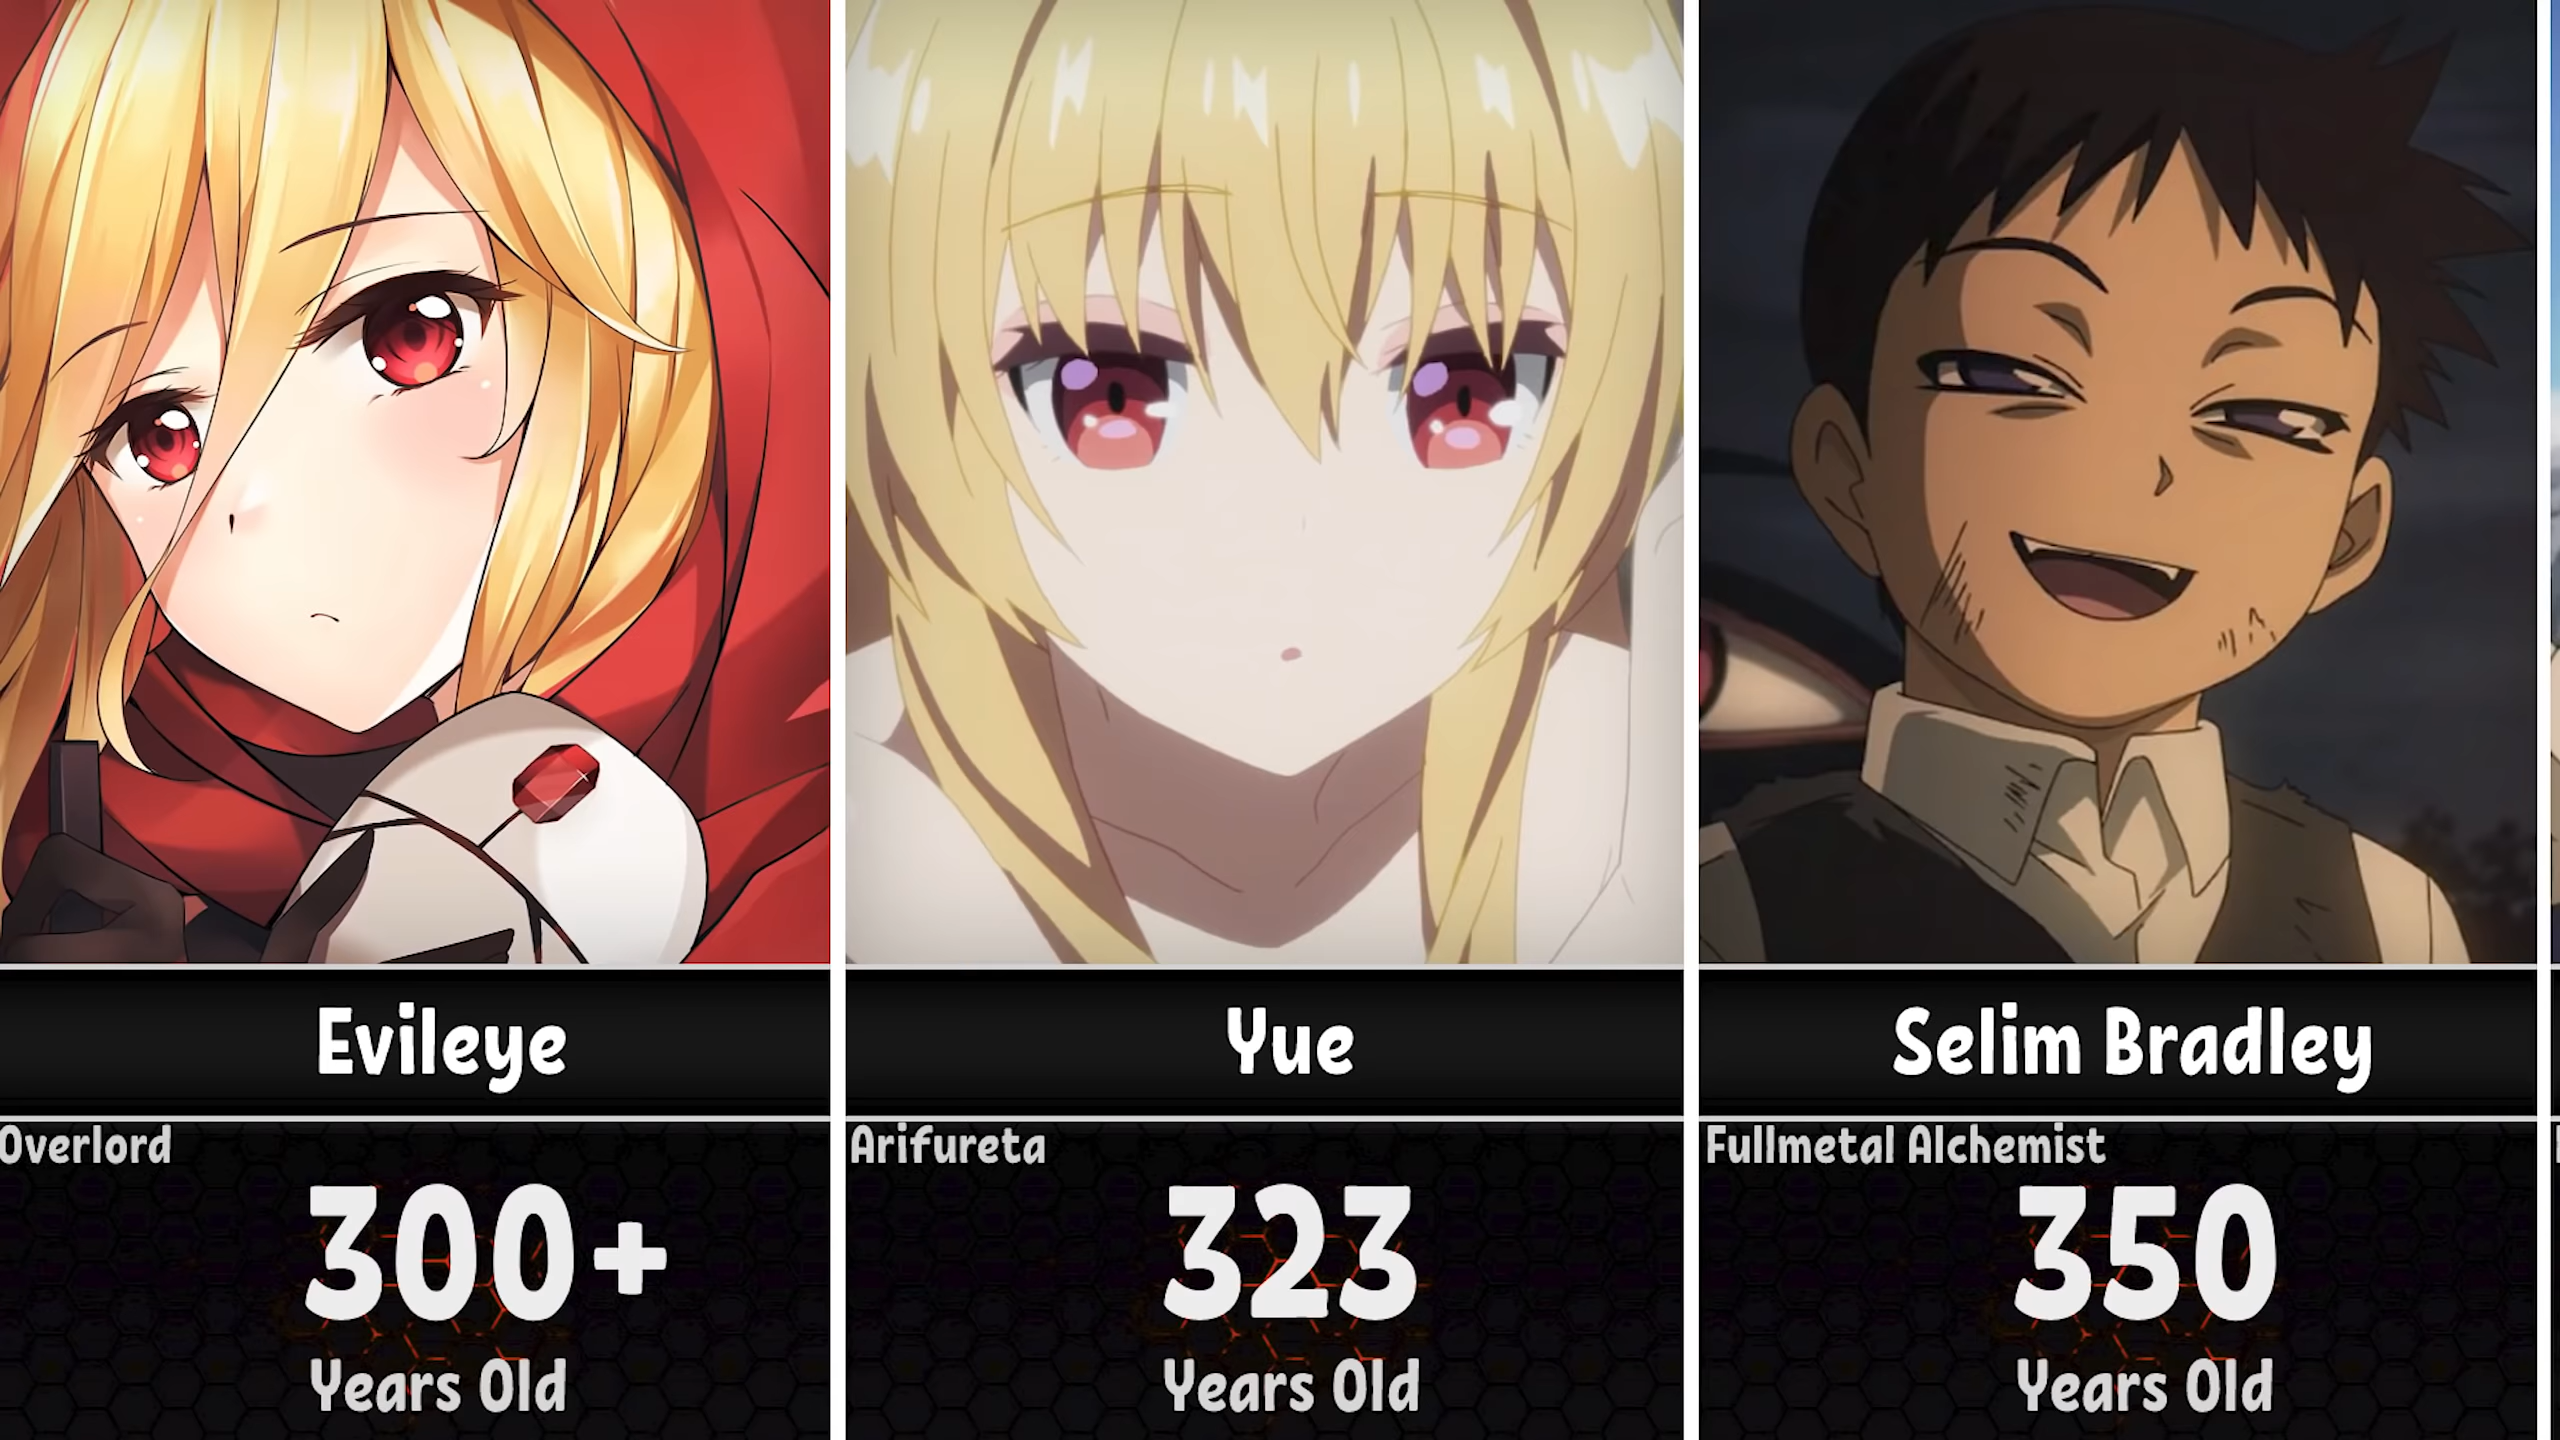 Evileye
Yue
Selim Bradley
Overlord
Arifureta
Fullmetal Alchemist
300+
323
350
Years Old
Years Old
Years Old